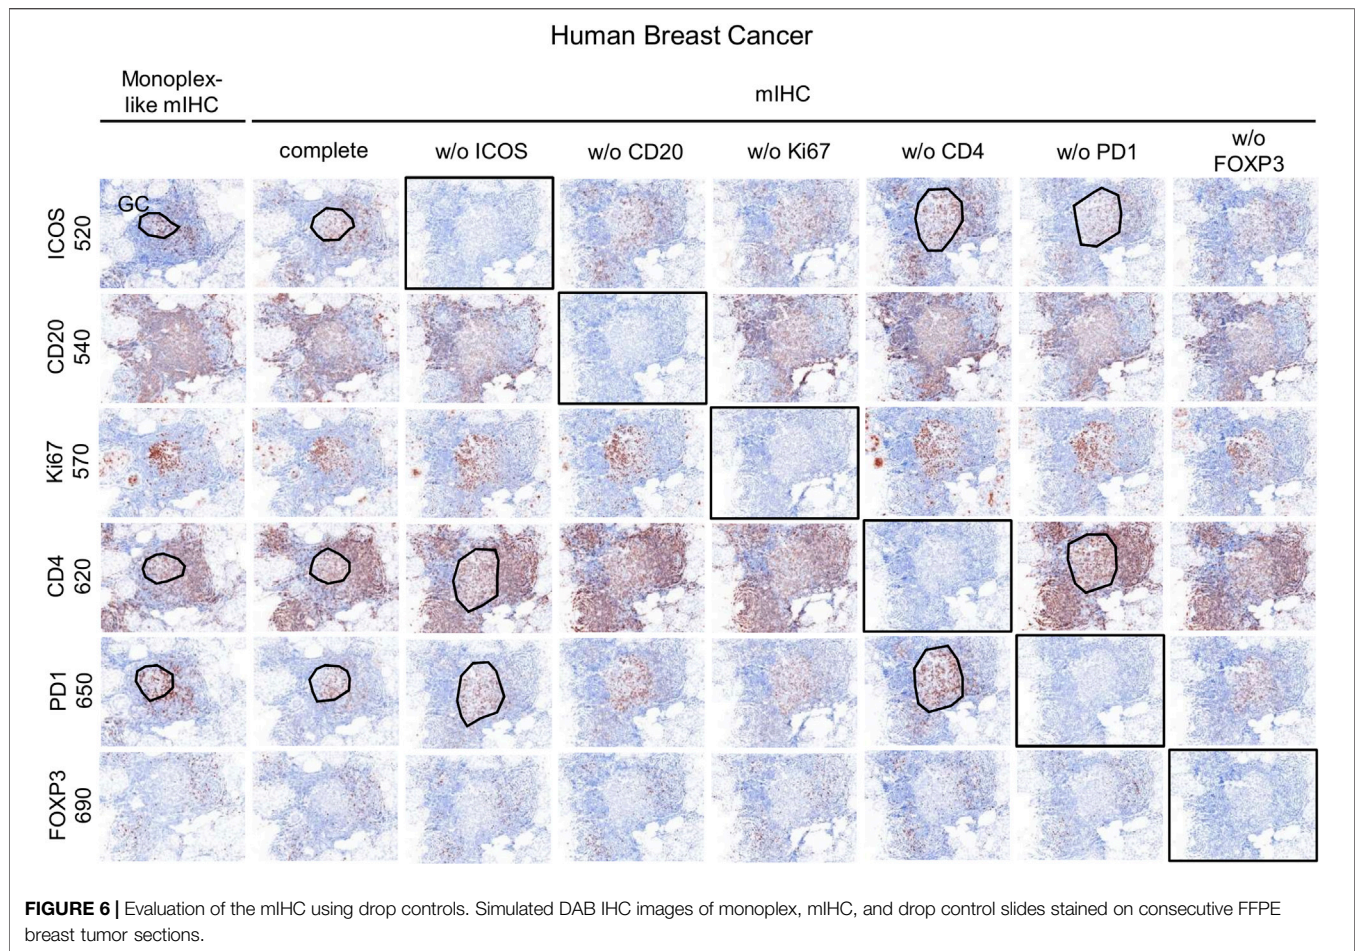 Human Breast Cancer
Monoplex-
like mIHC
mIHC
complete
w/o ICOS
w/o CD20
w/o Ki67
w/o CD4
w/o PD1
w/o
FOXP3
ICOS
520
GC
CD20
540
Ki67
570
CD4
620
PD1
650
FOXP3
690
FIGURE 6 | Evaluation of the mIHC using drop controls. Simulated DAB IHC images of monoplex, mIHC, and drop control slides stained on consecutive FFPE
breast tumor sections.